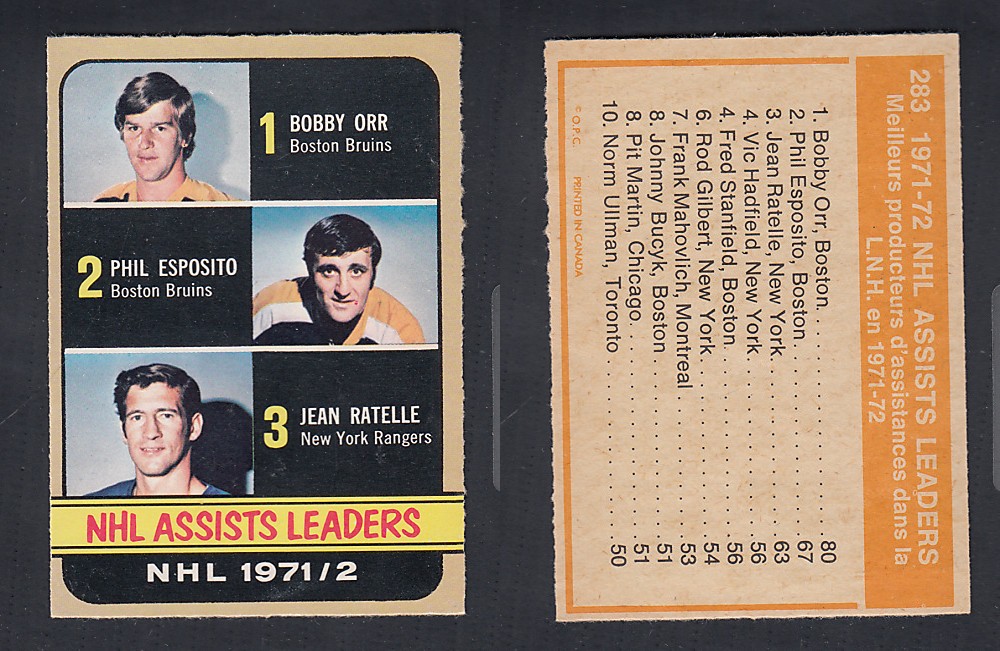 1 BOBBY ORR
Boston Bruins
2 PHIL ESPOSITO
Boston Bruins
3 JEAN RATELLE
New York Rangers
NHL ASSISTS LEADERS
NHL 1971/2
283 1971-72 NHL ASSISTS LEADERS
Meilleurs producteurs d'assistances dans la
L.N.H. en 1971-72
1. Bobby Orr, Boston. . . . . . . . . . . . . . . 80
2. Phil Esposito, Boston. . . . . . . . . . . . . 67
3. Jean Ratelle, New York . . . . . . . . . . . . 63
4. Vic Hadfield, New York . . . . . . . . . . . . 56
4. Fred Stanfield, Boston . . . . . . . . . . . . 56
6. Rod Gilbert, New York. . . . . . . . . . . . . 54
7. Frank Mahovlich, Montreal . . . . . . . . . . 53
8. Johnny Bucyk, Boston . . . . . . . . . . . . . 51
8. Pit Martin, Chicago. . . . . . . . . . . . . . 51
10. Norm Ullman, Toronto . . . . . . . . . . . . 50
© O.P.C. PRINTED IN CANADA